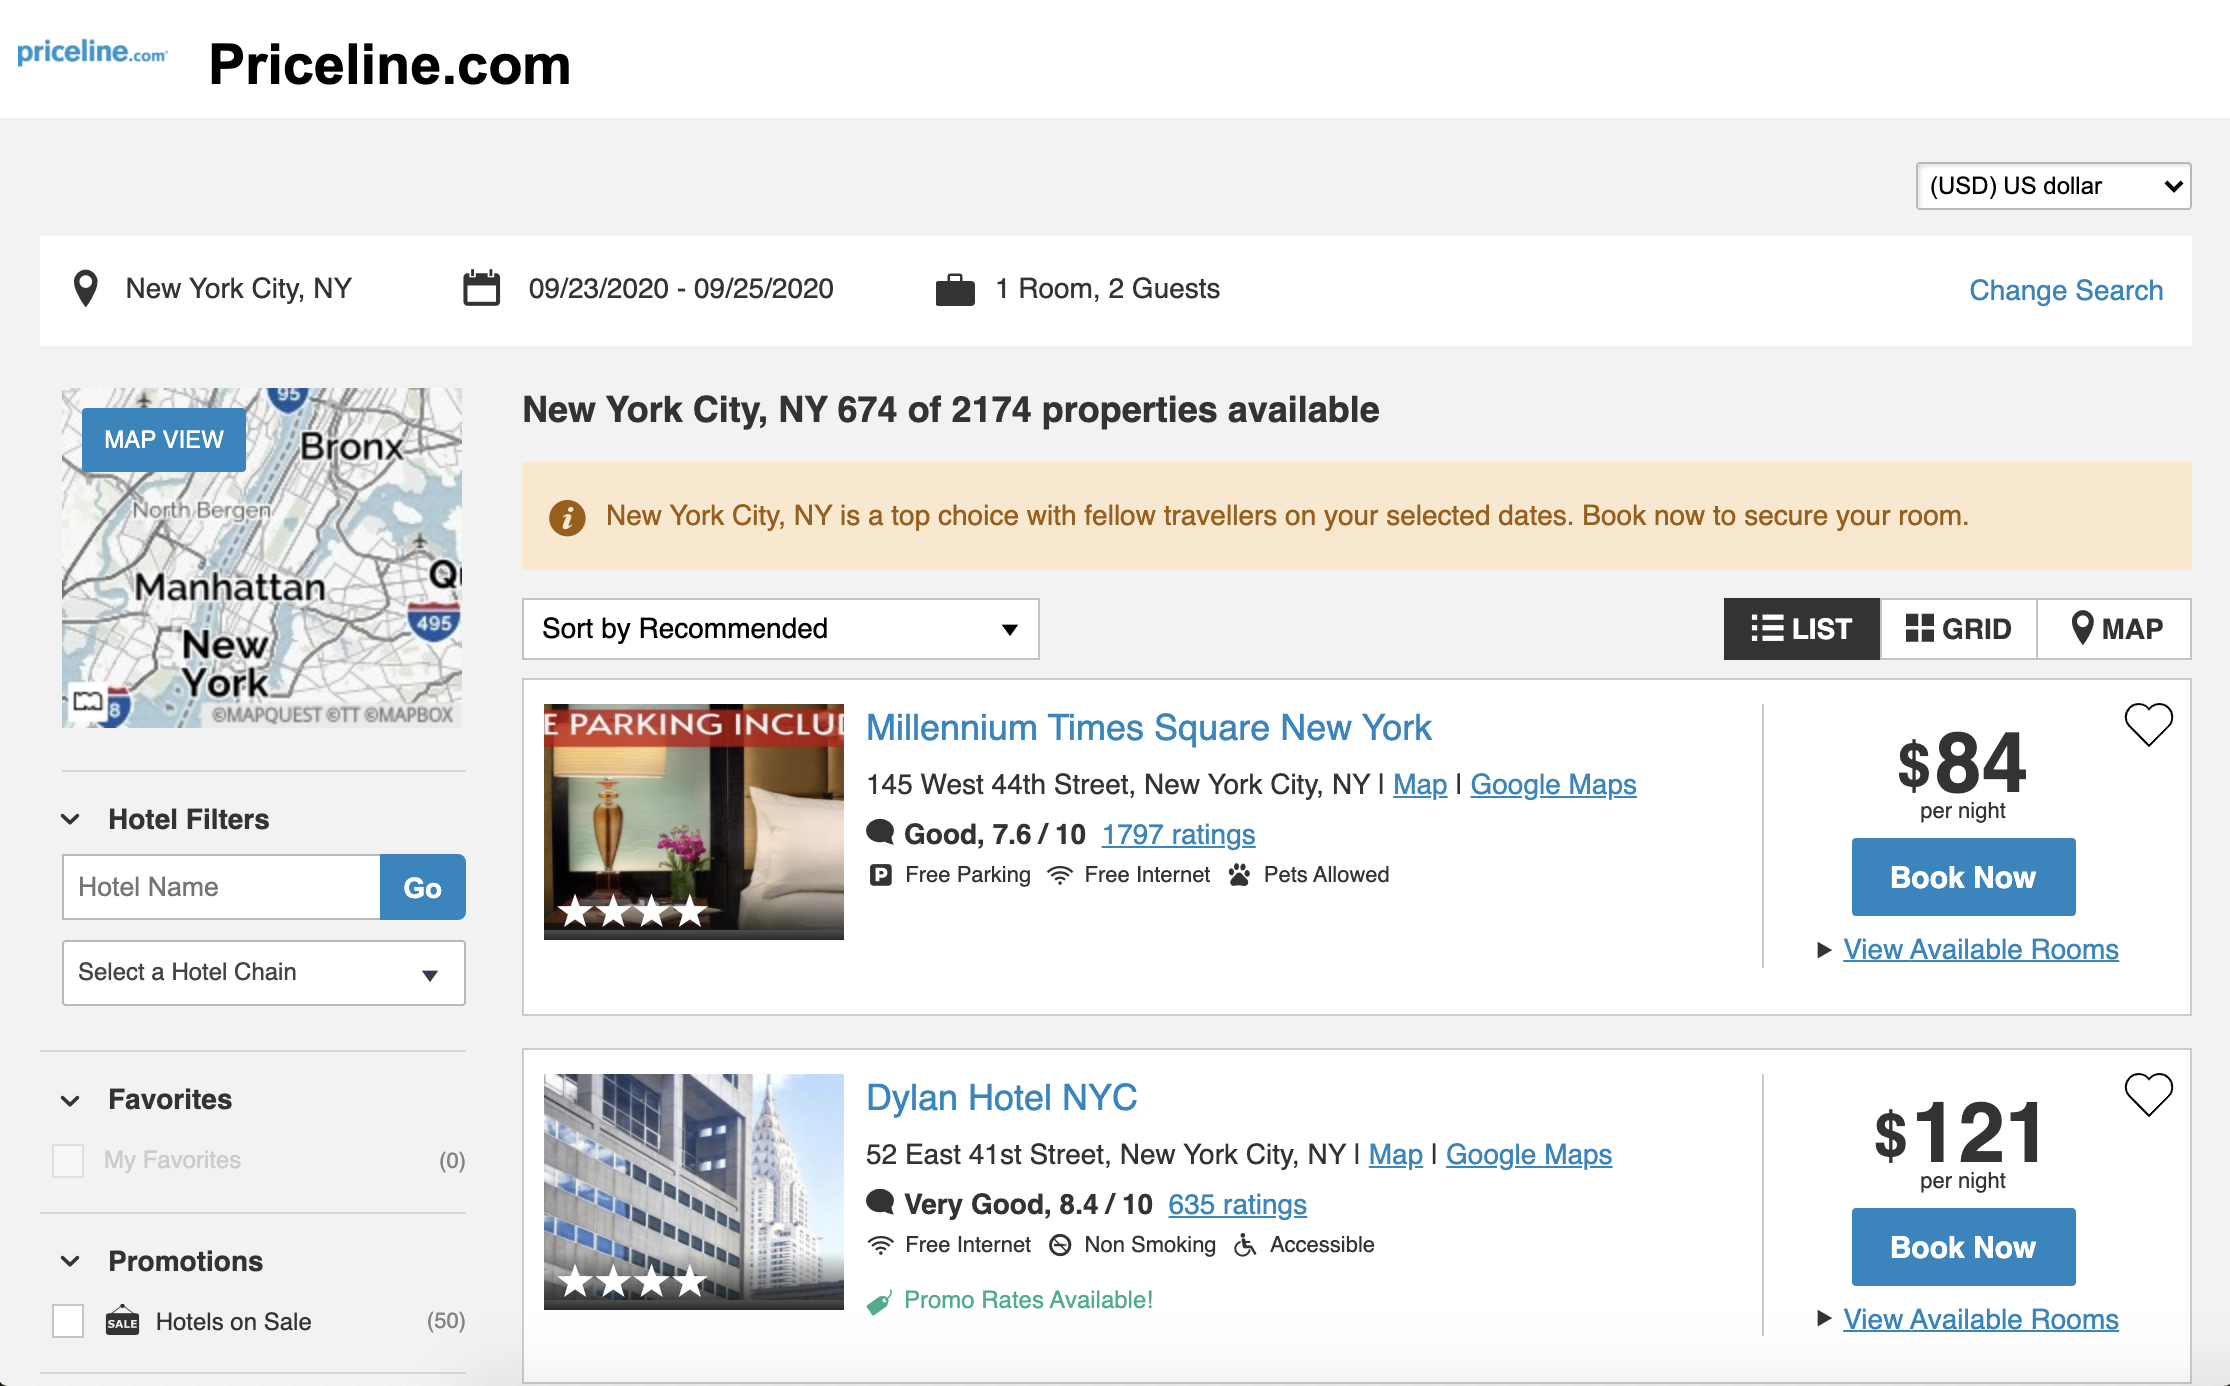 priceline.com
Priceline.com
(USD) US dollar
New York City, NY
09/23/2020 - 09/25/2020
1 Room, 2 Guests
Change Search
95
MAP VIEW
Bronx
North Bergen
Manhattan
Qu
495
New
York
8
©MAPQUEST ©TT ©MAPBOX
Hotel Filters
Hotel Name
Go
Select a Hotel Chain
Favorites
My Favorites (0)
Promotions
SALE Hotels on Sale (50)
New York City, NY 674 of 2174 properties available
New York City, NY is a top choice with fellow travellers on your selected dates. Book now to secure your room.
Sort by Recommended
LIST
GRID
MAP
E PARKING INCLU
Millennium Times Square New York
145 West 44th Street, New York City, NY | Map | Google Maps
Good, 7.6 / 10 1797 ratings
P Free Parking Free Internet Pets Allowed
$84
per night
Book Now
View Available Rooms
Dylan Hotel NYC
52 East 41st Street, New York City, NY | Map | Google Maps
Very Good, 8.4 / 10 635 ratings
Free Internet Non Smoking Accessible
Promo Rates Available!
$121
per night
Book Now
View Available Rooms